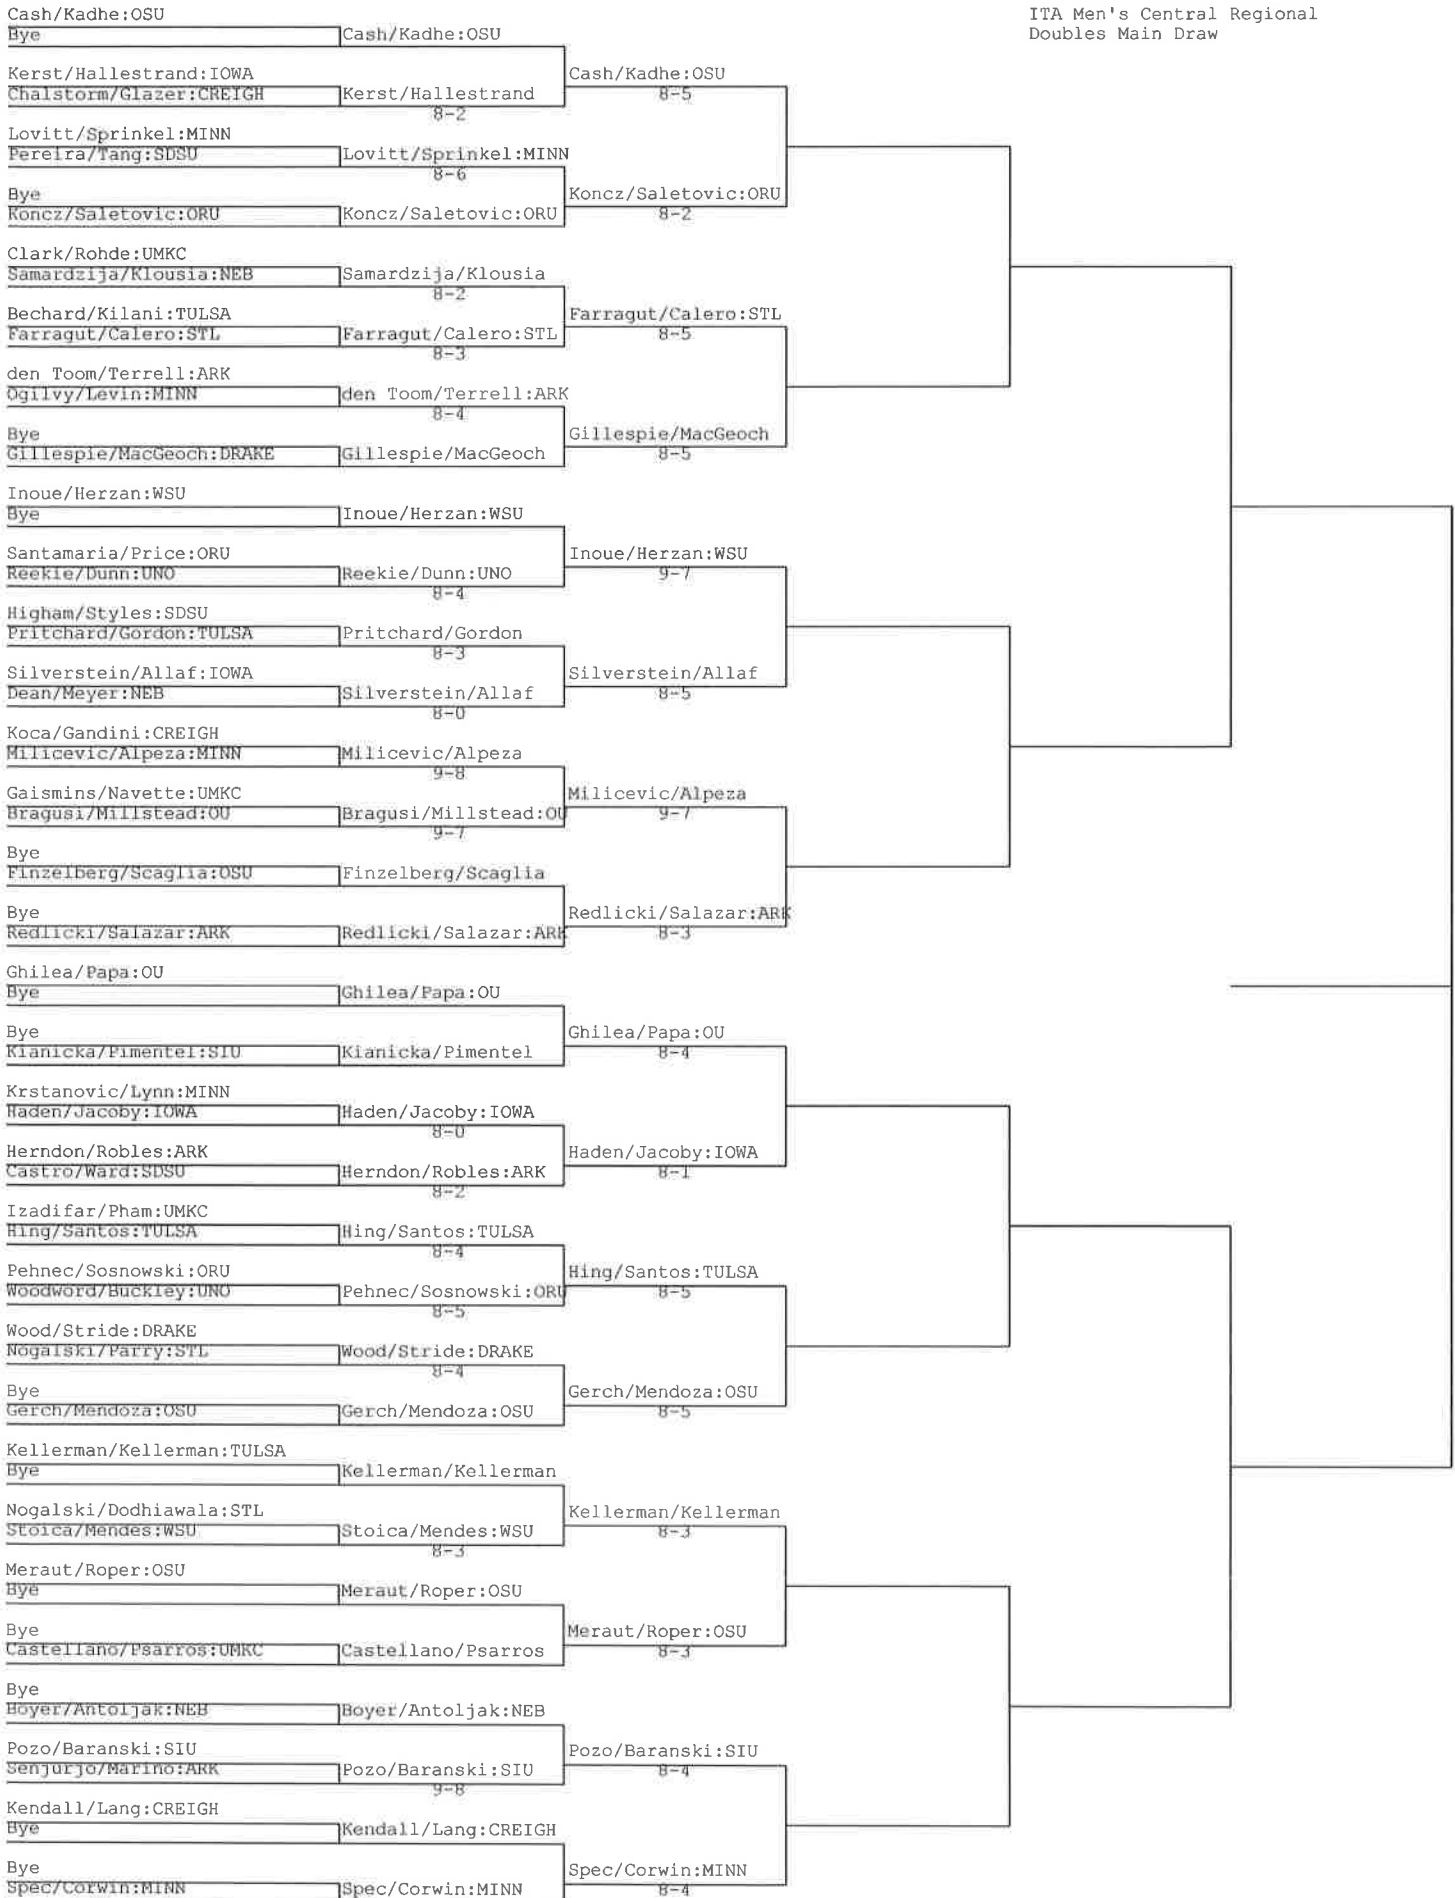 ITA Men's Central Regional
Doubles Main Draw
Cash/Kadhe:OSU
Bye
Cash/Kadhe:OSU
Kerst/Hallestrand:IOWA
Cash/Kadhe:OSU
Chalstorm/Glazer:CREIGH
Kerst/Hallestrand
8-5
8-2
Lovitt/Sprinkel:MINN
Pereira/Tang:SDSU
Lovitt/Sprinkel:MINN
8-6
Bye
Koncz/Saletovic:ORU
Koncz/Saletovic:ORU
Koncz/Saletovic:ORU
8-2
Clark/Rohde:UMKC
Samardzija/Klousia:NEB
Samardzija/Klousia
8-2
Bechard/Kilani:TULSA
Farragut/Calero:STL
Farragut/Calero:STL
Farragut/Calero:STL
8-5
8-3
den Toom/Terrell:ARK
Ogilvy/Levin:MINN
den Toom/Terrell:ARK
8-4
Bye
Gillespie/MacGeoch
Gillespie/MacGeoch:DRAKE
Gillespie/MacGeoch
8-5
Inoue/Herzan:WSU
Bye
Inoue/Herzan:WSU
Santamaria/Price:ORU
Inoue/Herzan:WSU
Reekie/Dunn:UNO
Reekie/Dunn:UNO
9-7
8-4
Higham/Styles:SDSU
Pritchard/Gordon:TULSA
Pritchard/Gordon
8-3
Silverstein/Allaf:IOWA
Silverstein/Allaf
Dean/Meyer:NEB
Silverstein/Allaf
8-5
8-0
Koca/Gandini:CREIGH
Milicevic/Alpeza:MINN
Milicevic/Alpeza
9-8
Gaismins/Navette:UMKC
Milicevic/Alpeza
Bragusi/Millstead:OU
Bragusi/Millstead:OU
9-7
9-7
Bye
Finzelberg/Scaglia:OSU
Finzelberg/Scaglia
Bye
Redlicki/Salazar:ARK
Redlicki/Salazar:ARK
Redlicki/Salazar:ARK
8-3
Ghilea/Papa:OU
Bye
Ghilea/Papa:OU
Bye
Ghilea/Papa:OU
Kianicka/Pimentel:SIU
Kianicka/Pimentel
8-4
Krstanovic/Lynn:MINN
Haden/Jacoby:IOWA
Haden/Jacoby:IOWA
8-0
Herndon/Robles:ARK
Haden/Jacoby:IOWA
Castro/Ward:SDSU
Herndon/Robles:ARK
8-1
8-2
Izadifar/Pham:UMKC
Hing/Santos:TULSA
Hing/Santos:TULSA
8-4
Pehnec/Sosnowski:ORU
Hing/Santos:TULSA
Woodword/Buckley:UNO
Pehnec/Sosnowski:ORU
8-5
8-5
Wood/Stride:DRAKE
Nogalski/Parry:STL
Wood/Stride:DRAKE
8-4
Bye
Gerch/Mendoza:OSU
Gerch/Mendoza:OSU
Gerch/Mendoza:OSU
8-5
Kellerman/Kellerman:TULSA
Bye
Kellerman/Kellerman
Nogalski/Dodhiawala:STL
Kellerman/Kellerman
Stoica/Mendes:WSU
Stoica/Mendes:WSU
8-3
8-3
Meraut/Roper:OSU
Bye
Meraut/Roper:OSU
Bye
Meraut/Roper:OSU
Castellano/Psarros:UMKC
Castellano/Psarros
8-3
Bye
Boyer/Antoljak:NEB
Boyer/Antoljak:NEB
Pozo/Baranski:SIU
Pozo/Baranski:SIU
Senjurjo/Marino:ARK
Pozo/Baranski:SIU
8-4
9-8
Kendall/Lang:CREIGH
Bye
Kendall/Lang:CREIGH
Bye
Spec/Corwin:MINN
Spec/Corwin:MINN
Spec/Corwin:MINN
8-4